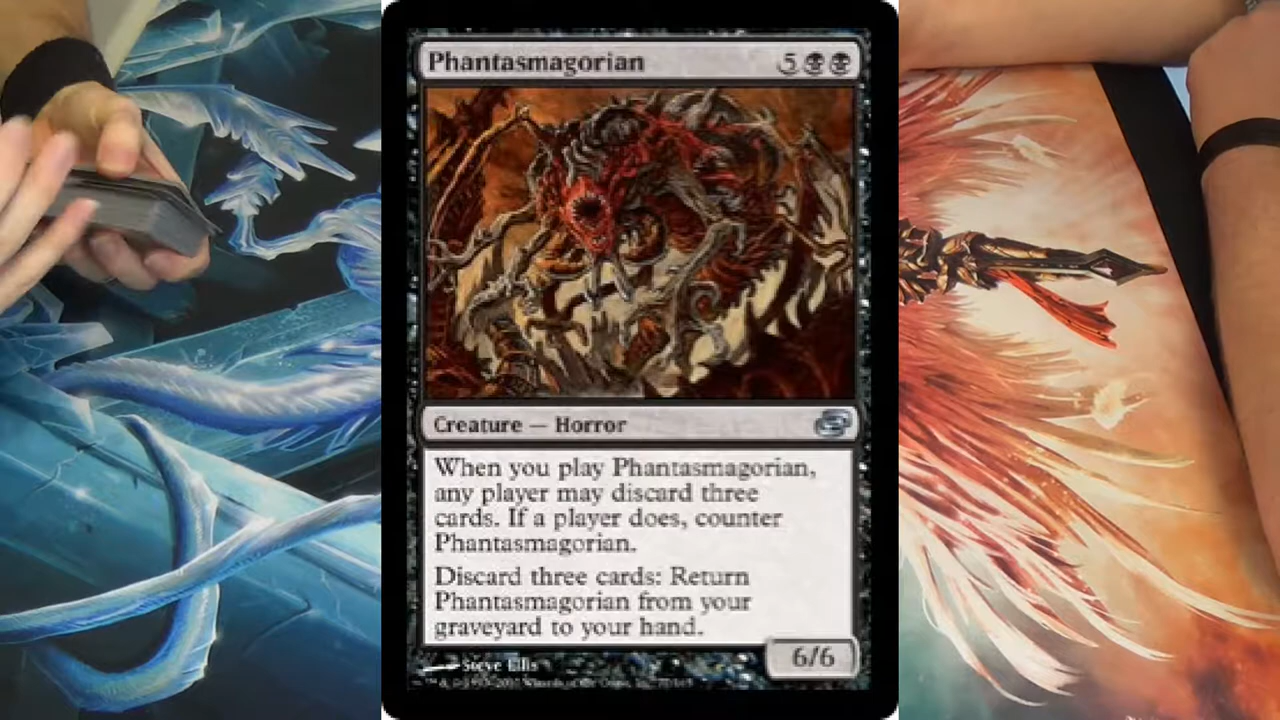 Phantasmagorian 5
Creature — Horror
When you play Phantasmagorian,
any player may discard three
cards. If a player does, counter
Phantasmagorian.
Discard three cards: Return
Phantasmagorian from your
graveyard to your hand.
6/6
Steve Ellis